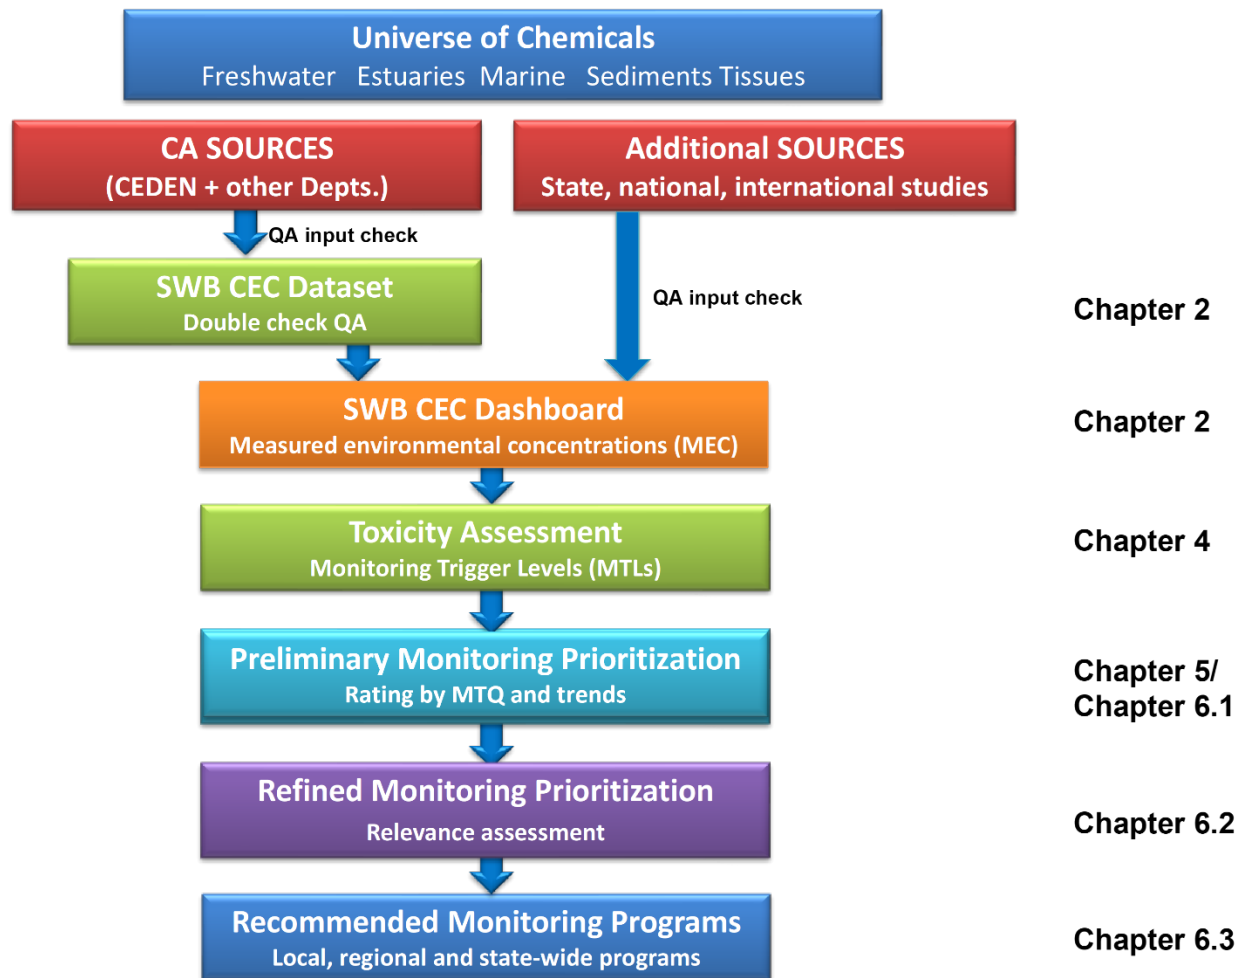 Universe of Chemicals
Freshwater Estuaries Marine Sediments Tissues
CA SOURCES
(CEDEN + other Depts.)
Additional SOURCES
State, national, international studies
QA input check
SWB CEC Dataset
Double check QA
QA input check
Chapter 2
SWB CEC Dashboard
Measured environmental concentrations (MEC)
Chapter 2
Toxicity Assessment
Monitoring Trigger Levels (MTLs)
Chapter 4
Preliminary Monitoring Prioritization
Rating by MTQ and trends
Chapter 5/
Chapter 6.1
Refined Monitoring Prioritization
Relevance assessment
Chapter 6.2
Recommended Monitoring Programs
Local, regional and state-wide programs
Chapter 6.3